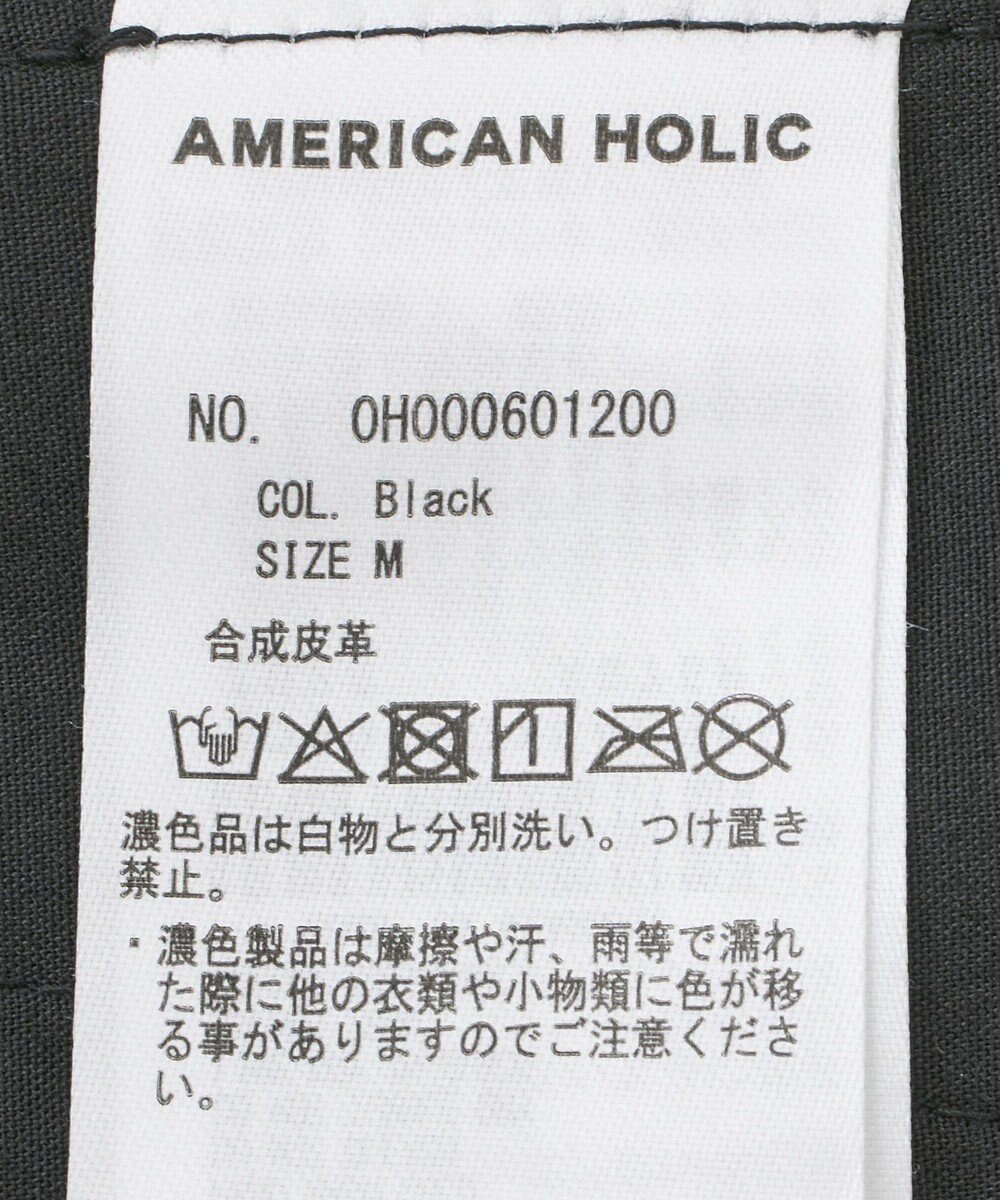 AMERICAN HOLIC
NO. 0H000601200
COL. Black
SIZE M
合成皮革
濃色品は白物と分別洗い。つけ置き
禁止。
・濃色製品は摩擦や汗、雨等で濡れ
た際に他の衣類や小物類に色が移
る事がありますのでご注意くださ
い。